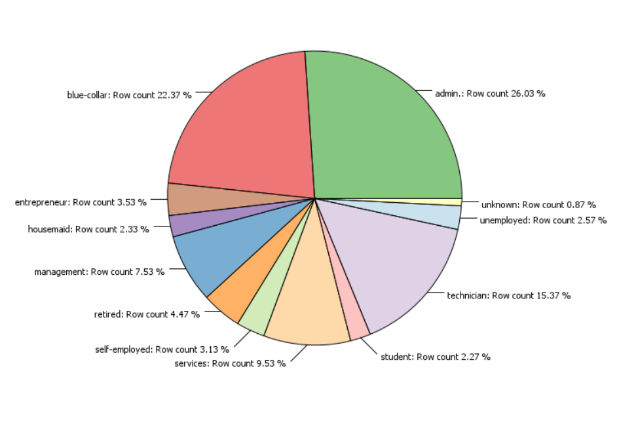 admin.: Row count 26.03 %
blue-collar: Row count 22.37 %
entrepreneur: Row count 3.53 %
housemaid: Row count 2.33 %
management: Row count 7.53 %
retired: Row count 4.47 %
self-employed: Row count 3.13 %
services: Row count 9.53 %
student: Row count 2.27 %
technician: Row count 15.37 %
unemployed: Row count 2.57 %
unknown: Row count 0.87 %